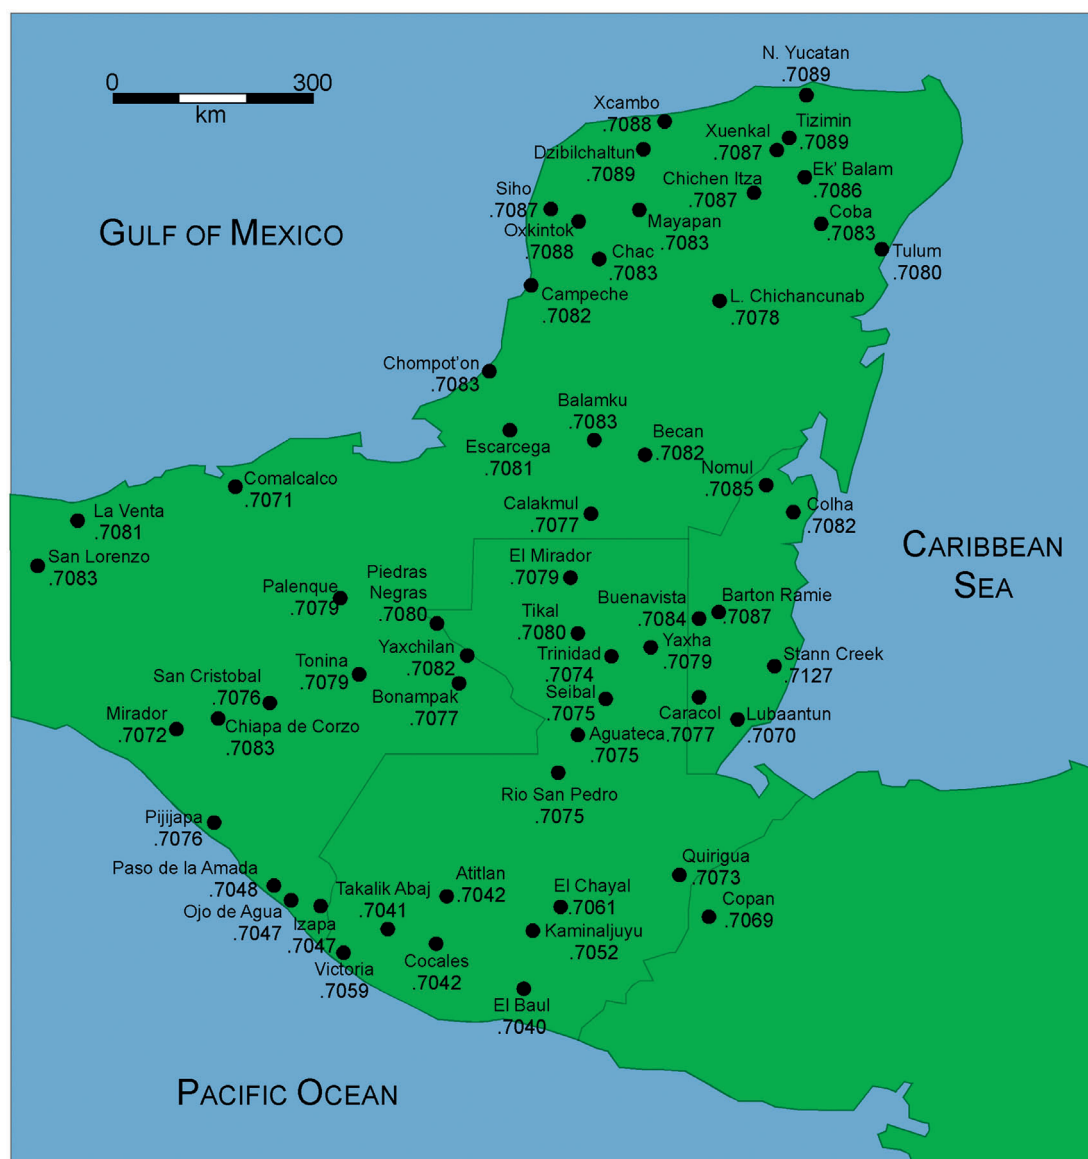 N. Yucatan
.7089
0 300
km
Xcambo
.7088
Xuenkal
.7087
Tizimin
.7089
Dzibilchaltun
.7089
Chichen Itza
.7087
Ek' Balam
.7086
Siho
.7087
Oxkintok
.7088
Mayapan
.7083
Coba
.7083
GULF OF MEXICO
Chac
.7083
Tulum
.7080
Campeche
.7082
L. Chichancunab
.7078
Chompot'on
.7083
Balamku
.7083
Becan
.7082
Escarcega
.7081
Nomul
.7085
Comalcalco
.7071
Calakmul
.7077
Colha
.7082
La Venta
.7081
San Lorenzo
.7083
CARIBBEAN
SEA
El Mirador
.7079
Palenque
.7079
Piedras
Negras
.7080
Buenavista
.7084
Barton Ramie
.7087
Tikal
.7080
Yaxchilan
.7082
Trinidad
.7074
Yaxha
.7079
Stann Creek
.7127
San Cristobal
.7076
Tonina
.7079
Bonampak
.7077
Seibal
.7075
Caracol
.7077
Lubaantun
.7070
Mirador
.7072
Chiapa de Corzo
.7083
Aguateca
.7075
Rio San Pedro
.7075
Pijijapa
.7076
Paso de la Amada
.7048
Ojo de Agua
.7047
Izapa
.7047
Takalik Abaj
.7041
Atitlan
.7042
El Chayal
.7061
Quirigua
.7073
Copan
.7069
Kaminaljuyu
.7052
Victoria
.7059
Cocales
.7042
El Baul
.7040
PACIFIC OCEAN